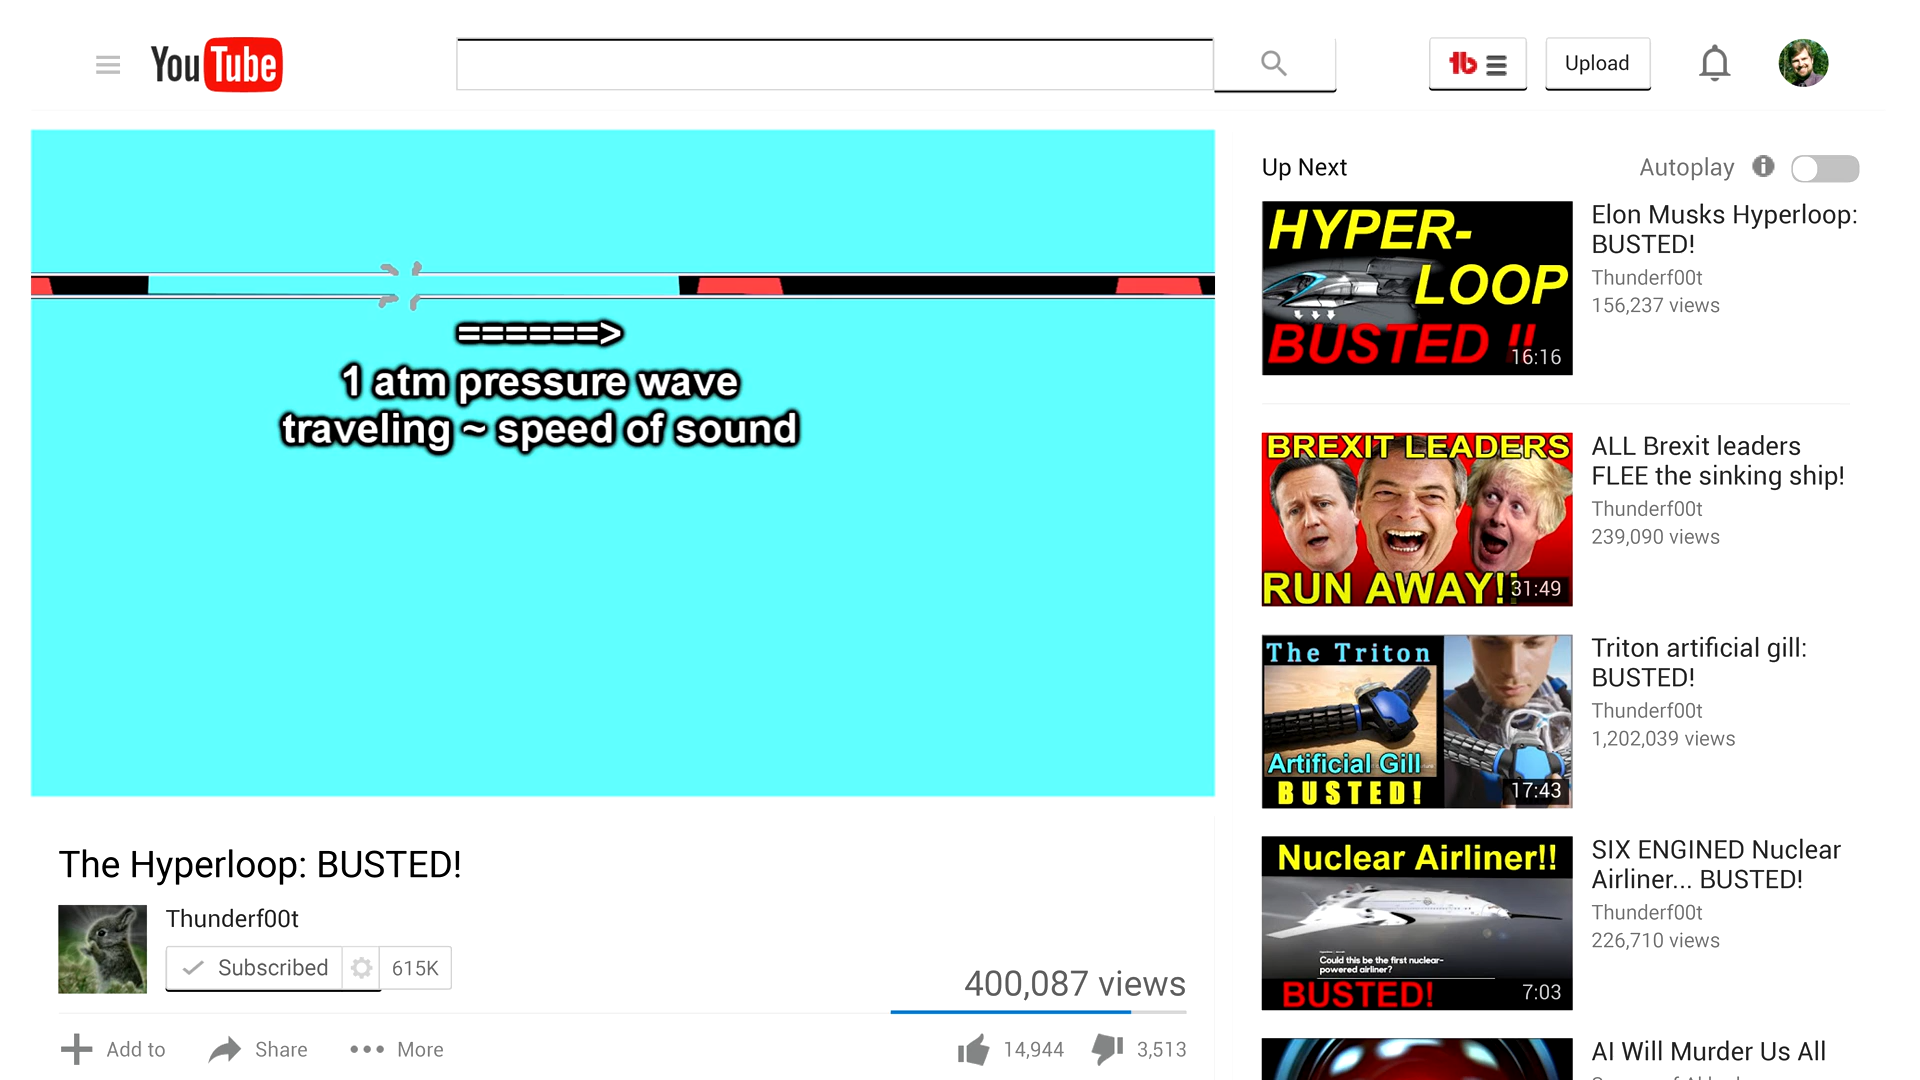 YouTube
Upload
======>
1 atm pressure wave
traveling ~ speed of sound
The Hyperloop: BUSTED!
Thunderf00t
Subscribed
615K
400,087 views
Add to
Share
More
14,944
3,513
Up Next
Autoplay
HYPER-
LOOP
BUSTED !!
16:16
Elon Musks Hyperloop:
BUSTED!
Thunderf00t
156,237 views
BREXIT LEADERS
RUN AWAY!!
31:49
ALL Brexit leaders
FLEE the sinking ship!
Thunderf00t
239,090 views
The Triton
Artificial Gill
BUSTED!
17:43
Triton artificial gill:
BUSTED!
Thunderf00t
1,202,039 views
Nuclear Airliner!!
Could this be the first nuclear-
powered airliner?
BUSTED!
7:03
SIX ENGINED Nuclear
Airliner... BUSTED!
Thunderf00t
226,710 views
AI Will Murder Us All